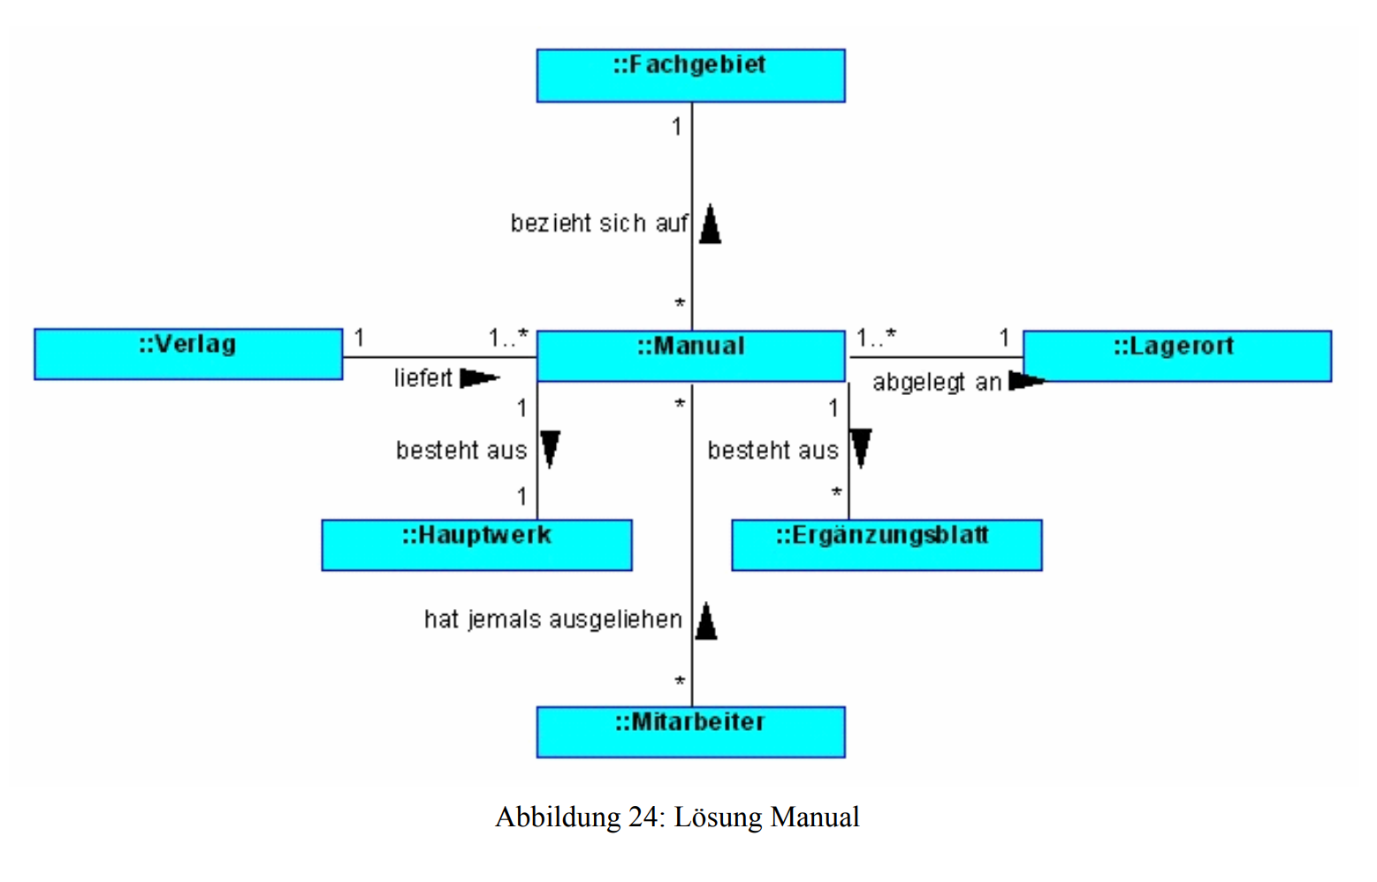 ::Fachgebiet
1
bezieht sich auf
*
::Verlag
1
1..*
::Manual
1..*
1
::Lagerort
liefert
abgelegt an
1
*
1
besteht aus
besteht aus
1
*
::Hauptwerk
::Ergänzungsblatt
hat jemals ausgeliehen
*
::Mitarbeiter
Abbildung 24: Lösung Manual